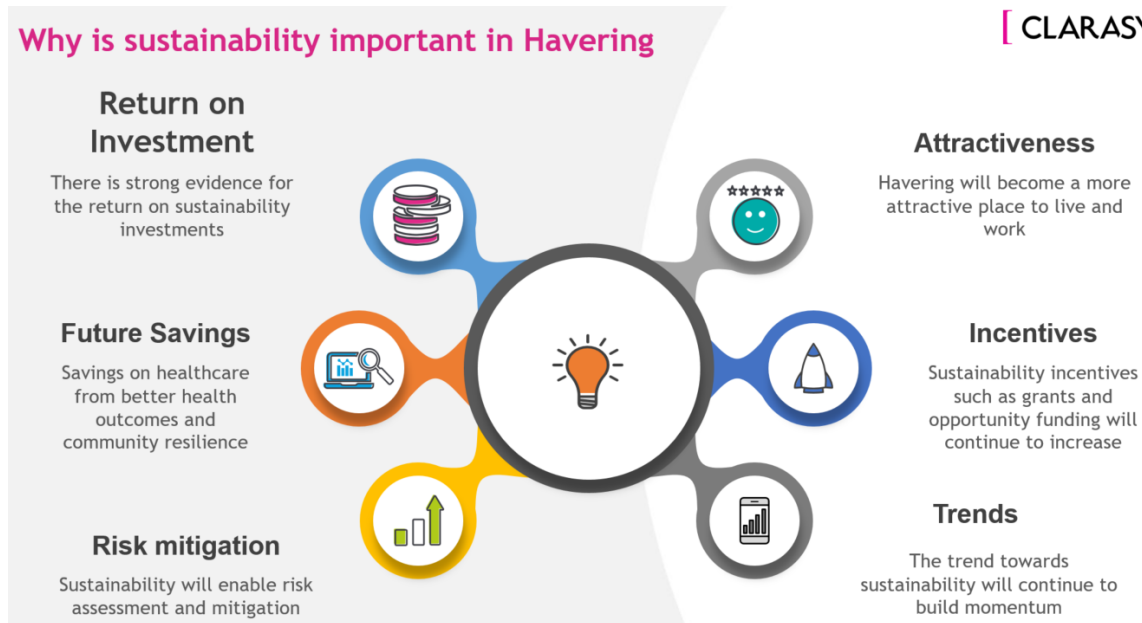 Why is sustainability important in Havering
[ CLARASY
Return on
Investment
There is strong evidence for
the return on sustainability
investments
Attractiveness
Havering will become a more
attractive place to live and
work
Future Savings
Savings on healthcare
from better health
outcomes and
community resilience
Incentives
Sustainability incentives
such as grants and
opportunity funding will
continue to increase
Risk mitigation
Sustainability will enable risk
assessment and mitigation
Trends
The trend towards
sustainability will continue to
build momentum